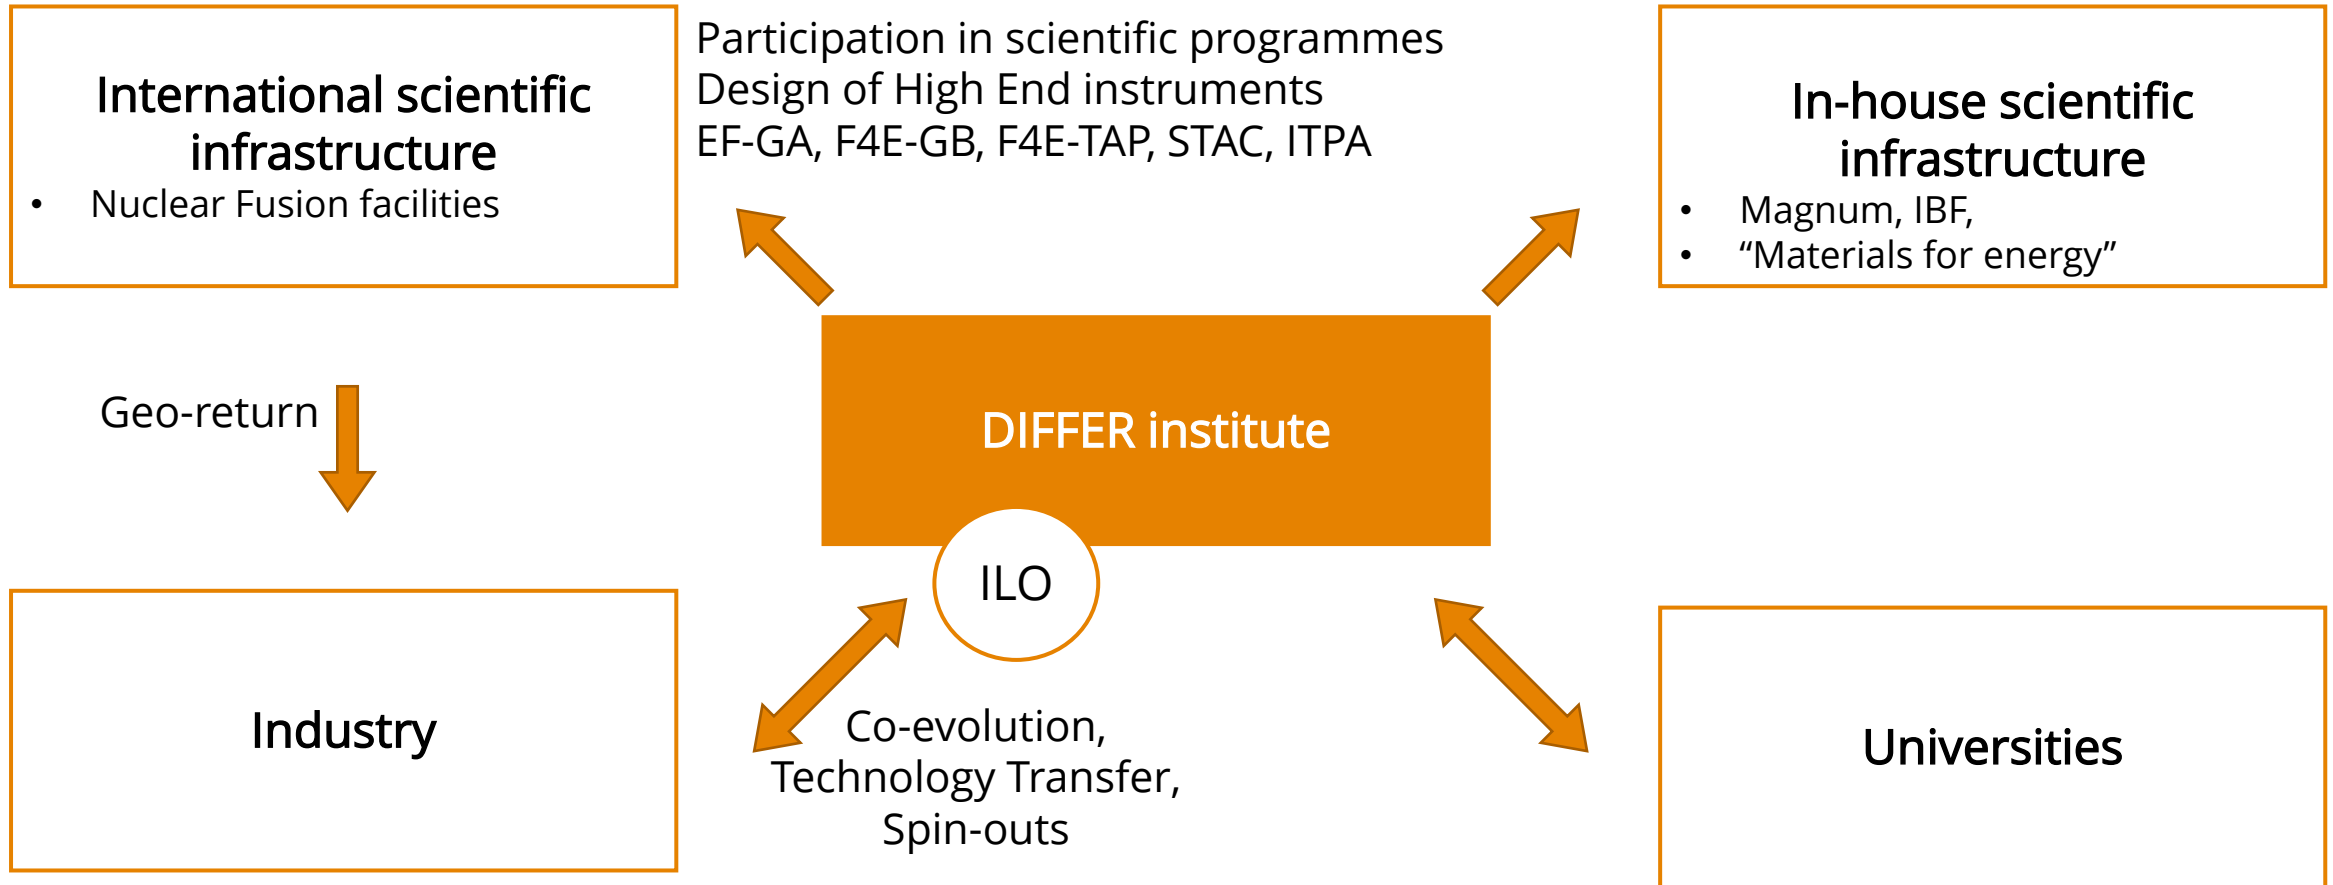 International scientific
infrastructure
• Nuclear Fusion facilities
Participation in scientific programmes
Design of High End instruments
EF-GA, F4E-GB, F4E-TAP, STAC, ITPA
In-house scientific
infrastructure
• Magnum, IBF,
• “Materials for energy”
Geo-return
DIFFER institute
ILO
Industry
Co-evolution,
Technology Transfer,
Spin-outs
Universities